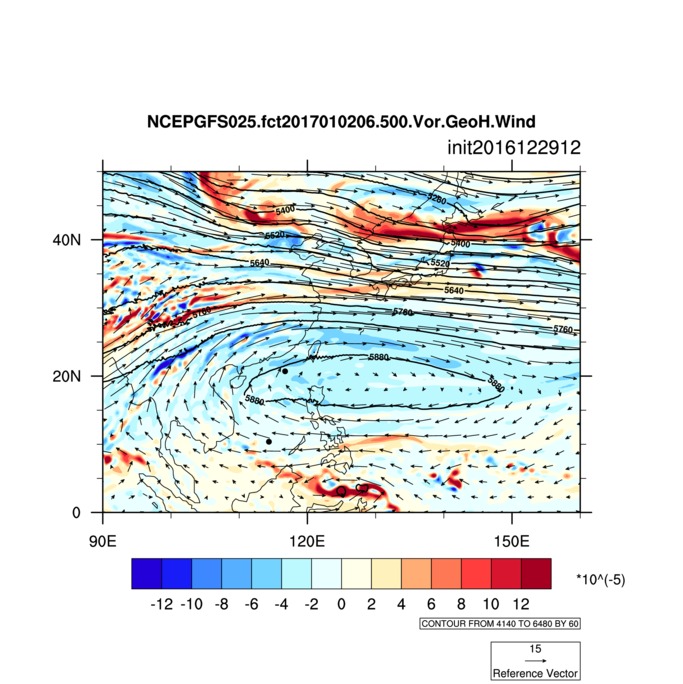 NCEPGFS025.fct2017010206.500.Vor.GeoH.Wind
init2016122912
5280
5400
5520
5400
40N
5520
5640
5640
5760
5760
5760
5880
20N
5880
5880
0
90E 120E 150E
-12 -10 -8 -6 -4 -2 0 2 4 6 8 10 12
*10^(-5)
CONTOUR FROM 4140 TO 6480 BY 60
15
Reference Vector